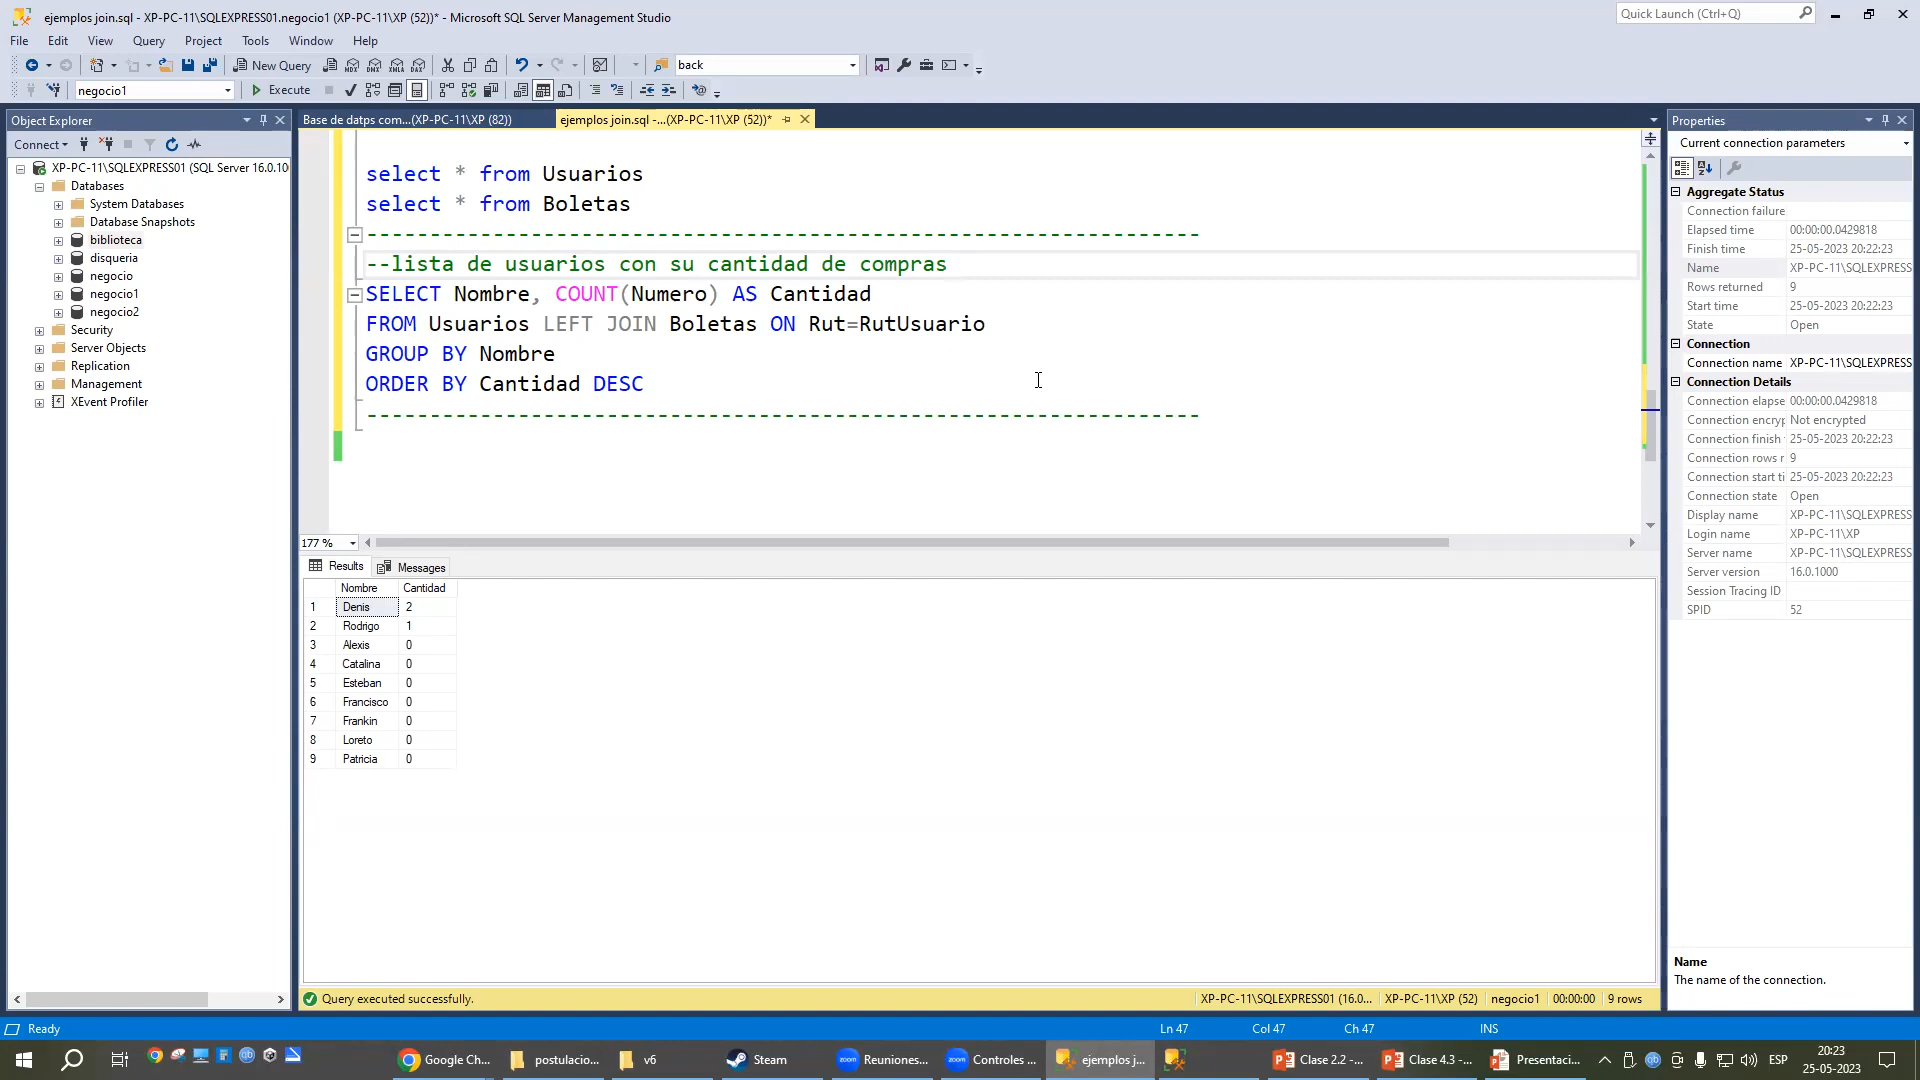 ejemplos join.sql - XP-PC-11\SQLEXPRESS01.negocio1 (XP-PC-11\XP (52))* - Microsoft SQL Server Management Studio
Quick Launch (Ctrl+Q)
File Edit View Query Project Tools Window Help
New Query
MDX DMX XMLA DAX
back
negocio1
Execute
Object Explorer
Connect
XP-PC-11\SQLEXPRESS01 (SQL Server 16.0.10
Databases
System Databases
Database Snapshots
biblioteca
disqueria
negocio
negocio1
negocio2
Security
Server Objects
Replication
Management
XEvent Profiler
Base de datps com...(XP-PC-11\XP (82))
ejemplos join.sql -...(XP-PC-11\XP (52))*
select * from Usuarios
select * from Boletas
------------------------------------------------------------------
--lista de usuarios con su cantidad de compras
SELECT Nombre, COUNT(Numero) AS Cantidad
FROM Usuarios LEFT JOIN Boletas ON Rut=RutUsuario
GROUP BY Nombre
ORDER BY Cantidad DESC
------------------------------------------------------------------
177 %
Results Messages
Nombre Cantidad
1 Denis 2
2 Rodrigo 1
3 Alexis 0
4 Catalina 0
5 Esteban 0
6 Francisco 0
7 Frankin 0
8 Loreto 0
9 Patricia 0
Query executed successfully.
XP-PC-11\SQLEXPRESS01 (16.0... XP-PC-11\XP (52) negocio1 00:00:00 9 rows
Properties
Current connection parameters
Aggregate Status
Connection failure
Elapsed time 00:00:00.0429818
Finish time 25-05-2023 20:22:23
Name XP-PC-11\SQLEXPRESS
Rows returned 9
Start time 25-05-2023 20:22:23
State Open
Connection
Connection name XP-PC-11\SQLEXPRESS
Connection Details
Connection elapse 00:00:00.0429818
Connection encryp Not encrypted
Connection finish 25-05-2023 20:22:23
Connection rows r 9
Connection start ti 25-05-2023 20:22:23
Connection state Open
Display name XP-PC-11\SQLEXPRESS
Login name XP-PC-11\XP
Server name XP-PC-11\SQLEXPRESS
Server version 16.0.1000
Session Tracing ID
SPID 52
Name
The name of the connection.
Ready
Ln 47 Col 47 Ch 47 INS
Google Ch...
postulacio...
v6
Steam
zoom Reuniones...
zoom Controles ...
ejemplos j...
Clase 2.2 -...
Clase 4.3 -...
Presentaci...
ESP
20:23
25-05-2023